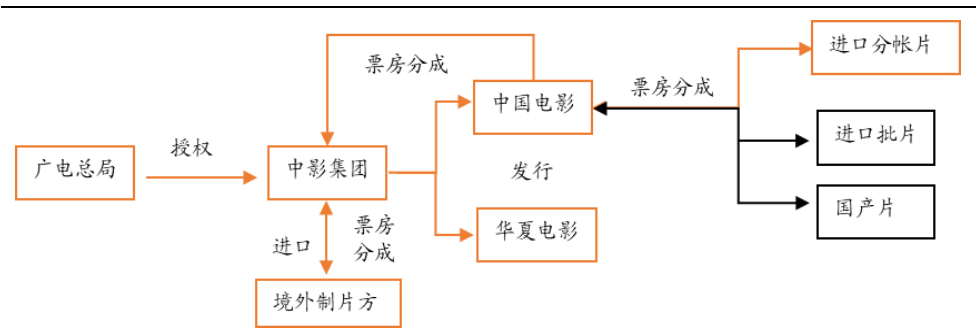 票房分成
进口分帐片
中国电影
票房分成
进口批片
授权
广电总局
中影集团
发行
国产片
华夏电影
进口
票房
分成
境外制片方